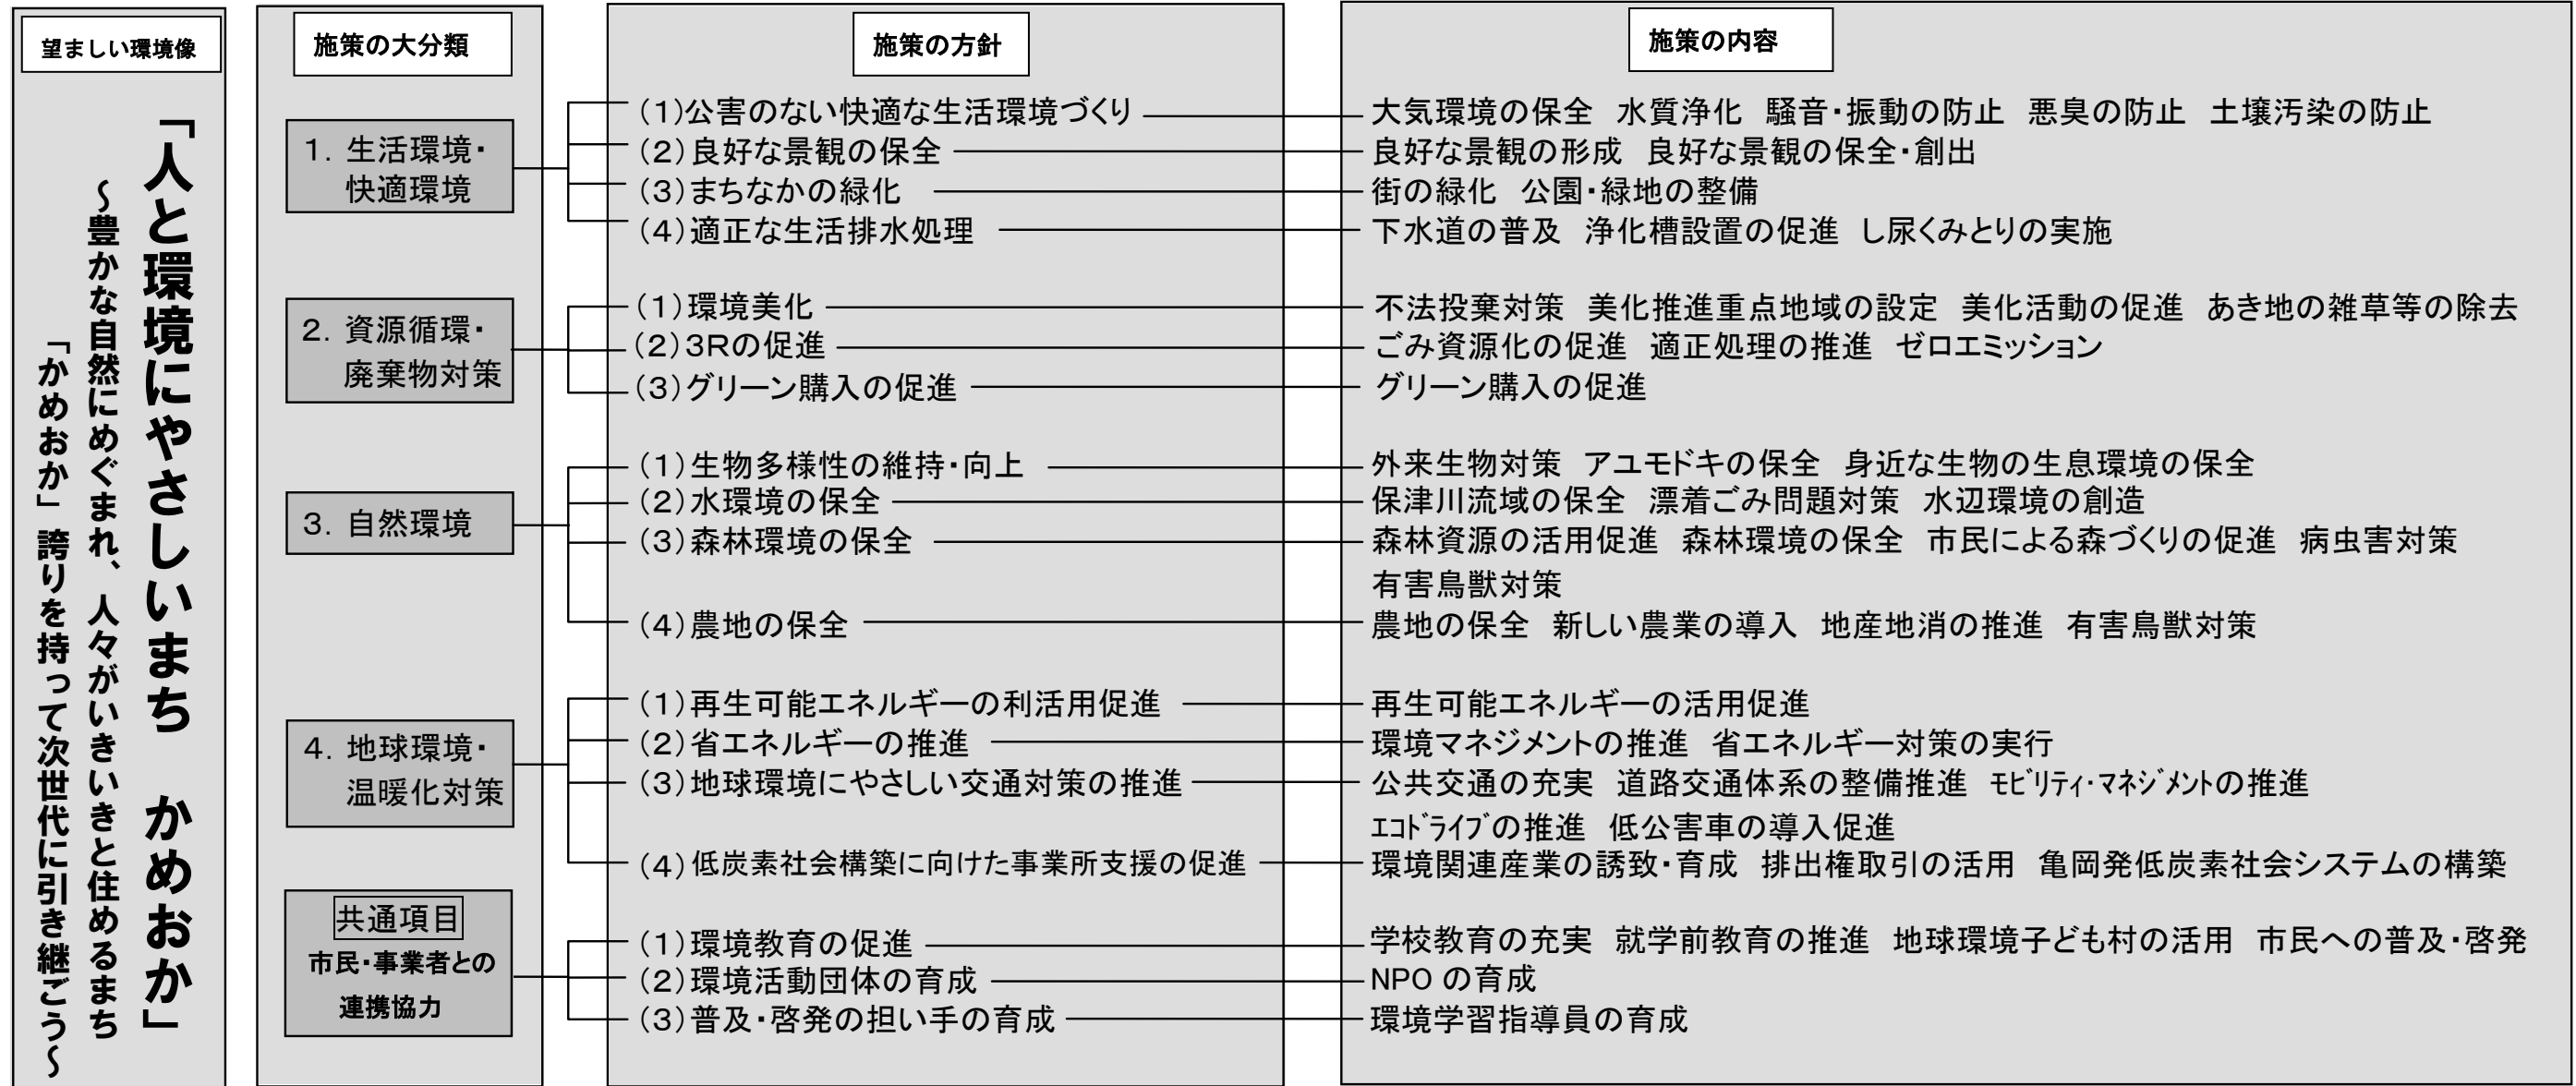 望ましい環境像
「人と環境にやさしいまち　かめおか」
～豊かな自然にめぐまれ、人々がいきいきと住めるまち
「かめおか」誇りを持って次世代に引き継ごう～
施策の大分類
1．生活環境・
快適環境
2．資源循環・
廃棄物対策
3．自然環境
4．地球環境・
温暖化対策
共通項目
市民・事業者との
連携協力
施策の方針
（1）公害のない快適な生活環境づくり
（2）良好な景観の保全
（3）まちなかの緑化
（4）適正な生活排水処理
（1）環境美化
（2）3Rの促進
（3）グリーン購入の促進
（1）生物多様性の維持・向上
（2）水環境の保全
（3）森林環境の保全
（4）農地の保全
（1）再生可能エネルギーの利活用促進
（2）省エネルギーの推進
（3）地球環境にやさしい交通対策の推進
（4）低炭素社会構築に向けた事業所支援の促進
（1）環境教育の促進
（2）環境活動団体の育成
（3）普及・啓発の担い手の育成
施策の内容
大気環境の保全　水質浄化　騒音・振動の防止　悪臭の防止　土壌汚染の防止
良好な景観の形成　良好な景観の保全・創出
街の緑化　公園・緑地の整備
下水道の普及　浄化槽設置の促進　し尿くみとりの実施
不法投棄対策　美化推進重点地域の設定　美化活動の促進　あき地の雑草等の除去
ごみ資源化の促進　適正処理の推進　ゼロエミッション
グリーン購入の促進
外来生物対策　アユモドキの保全　身近な生物の生息環境の保全
保津川流域の保全　漂着ごみ問題対策　水辺環境の創造
森林資源の活用促進　森林環境の保全　市民による森づくりの促進　病虫害対策
有害鳥獣対策
農地の保全　新しい農業の導入　地産地消の推進　有害鳥獣対策
再生可能エネルギーの活用促進
環境マネジメントの推進　省エネルギー対策の実行
公共交通の充実　道路交通体系の整備推進　ﾓﾋﾞﾘﾃｨ･ﾏﾈｼﾞﾒﾝﾄの推進
ｴｺﾄﾞﾗｲﾌﾞの推進　低公害車の導入促進
環境関連産業の誘致・育成　排出権取引の活用　亀岡発低炭素社会システムの構築
学校教育の充実　就学前教育の推進　地球環境子ども村の活用　市民への普及・啓発
NPO の育成
環境学習指導員の育成